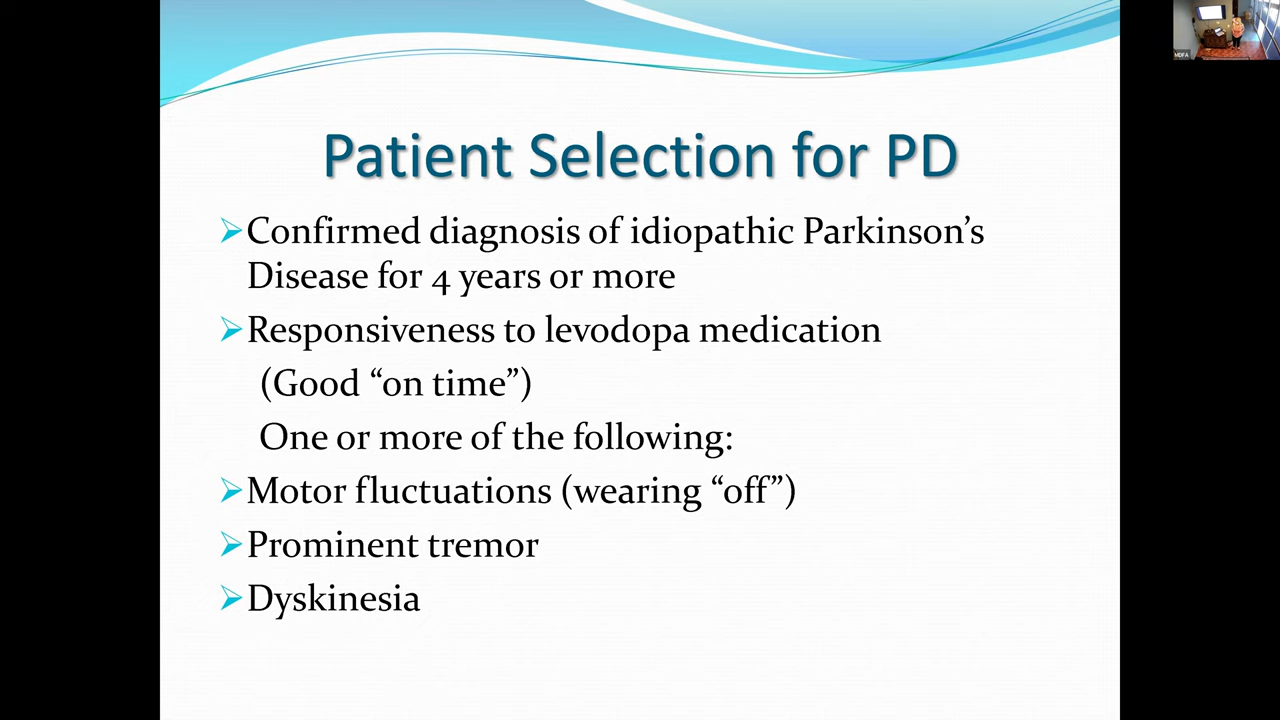 Patient Selection for PD
➢Confirmed diagnosis of idiopathic Parkinson’s
Disease for 4 years or more
➢Responsiveness to levodopa medication
(Good “on time”)
One or more of the following:
➢Motor fluctuations (wearing “off”)
➢Prominent tremor
➢Dyskinesia
MDFA